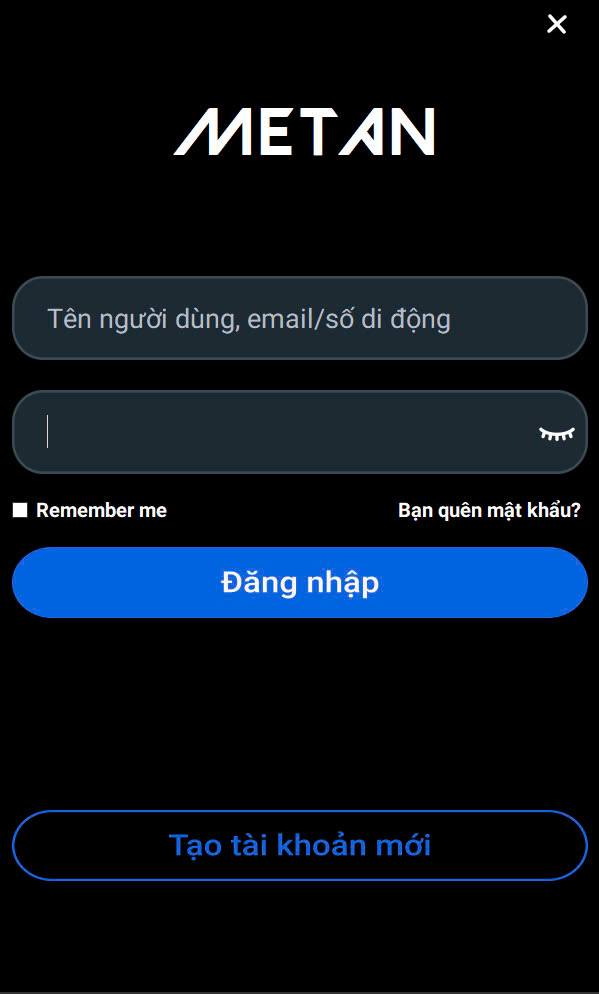 METAN
Tên người dùng, email/số di động
Remember me
Bạn quên mật khẩu?
Đăng nhập
Tạo tài khoản mới